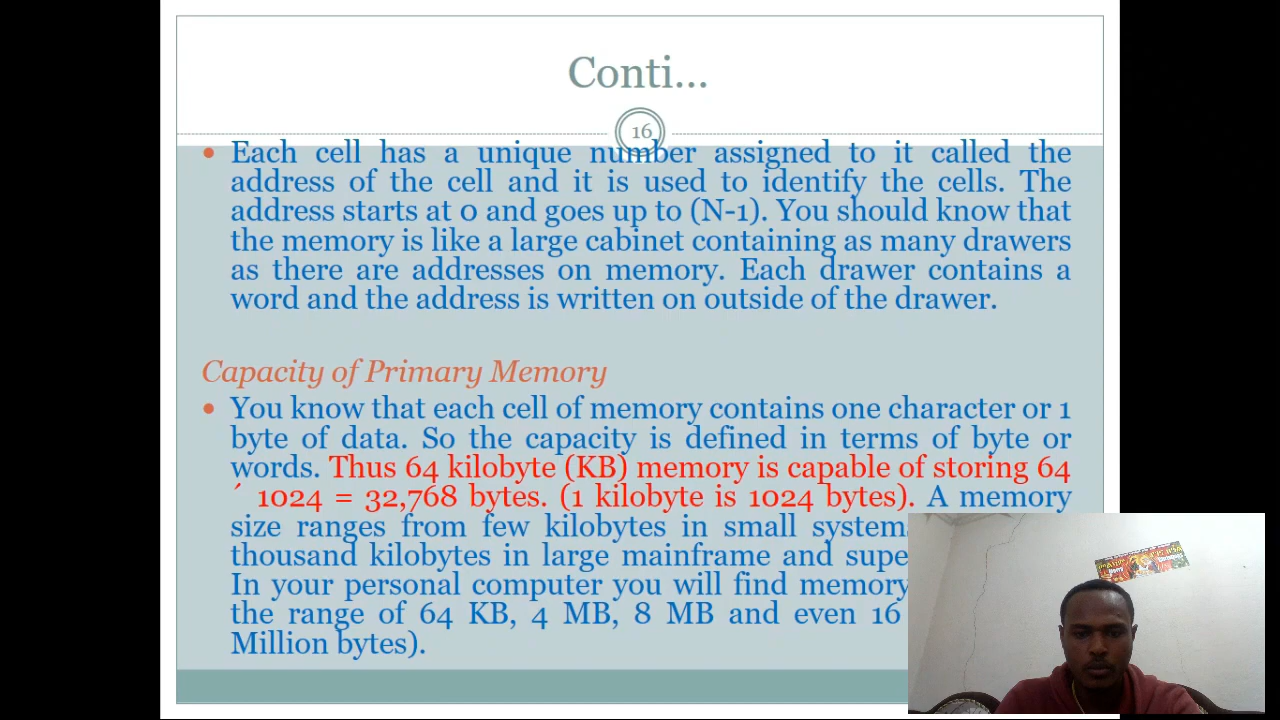 Conti...
16
Each cell has a unique number assigned to it called the
address of the cell and it is used to identify the cells. The
address starts at 0 and goes up to (N-1). You should know that
the memory is like a large cabinet containing as many drawers
as there are addresses on memory. Each drawer contains a
word and the address is written on outside of the drawer.
Capacity of Primary Memory
You know that each cell of memory contains one character or 1
byte of data. So the capacity is defined in terms of byte or
words. Thus 64 kilobyte (KB) memory is capable of storing 64
´ 1024 = 32,768 bytes. (1 kilobyte is 1024 bytes). A memory
size ranges from few kilobytes in small
thousand kilobytes in large mainframe and
In your personal computer you will find memory
the range of 64 KB, 4 MB, 8 MB and even 16
Million bytes).